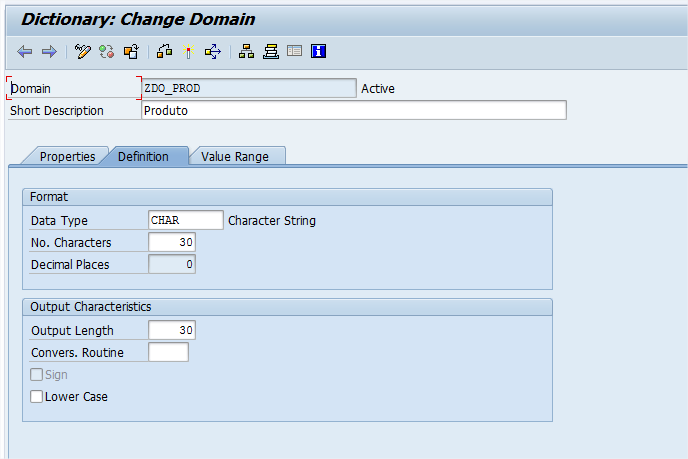 Dictionary: Change Domain
Domain ZDO_PROD Active
Short Description Produto
Properties Definition Value Range
Format
Data Type CHAR Character String
No. Characters 30
Decimal Places 0
Output Characteristics
Output Length 30
Convers. Routine
Sign
Lower Case